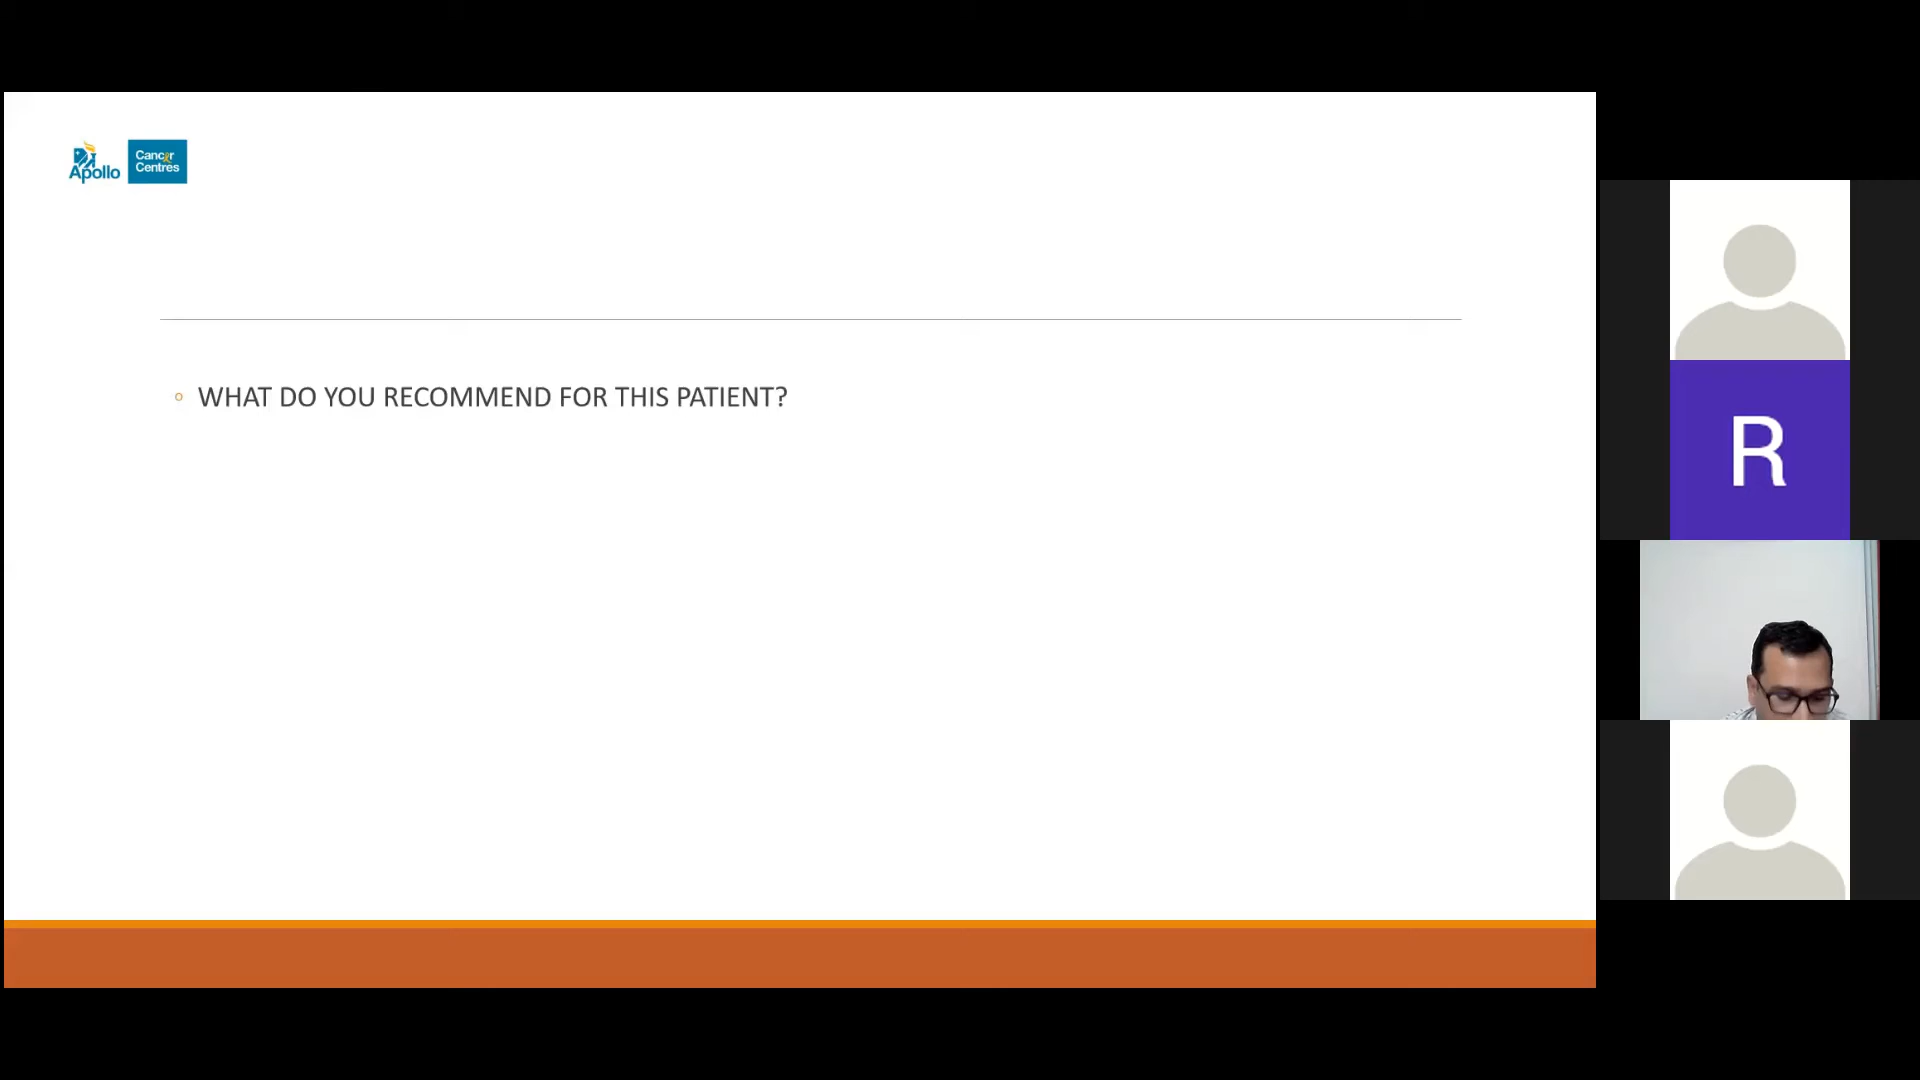 Apollo
Cancer
Centres
WHAT DO YOU RECOMMEND FOR THIS PATIENT?
R